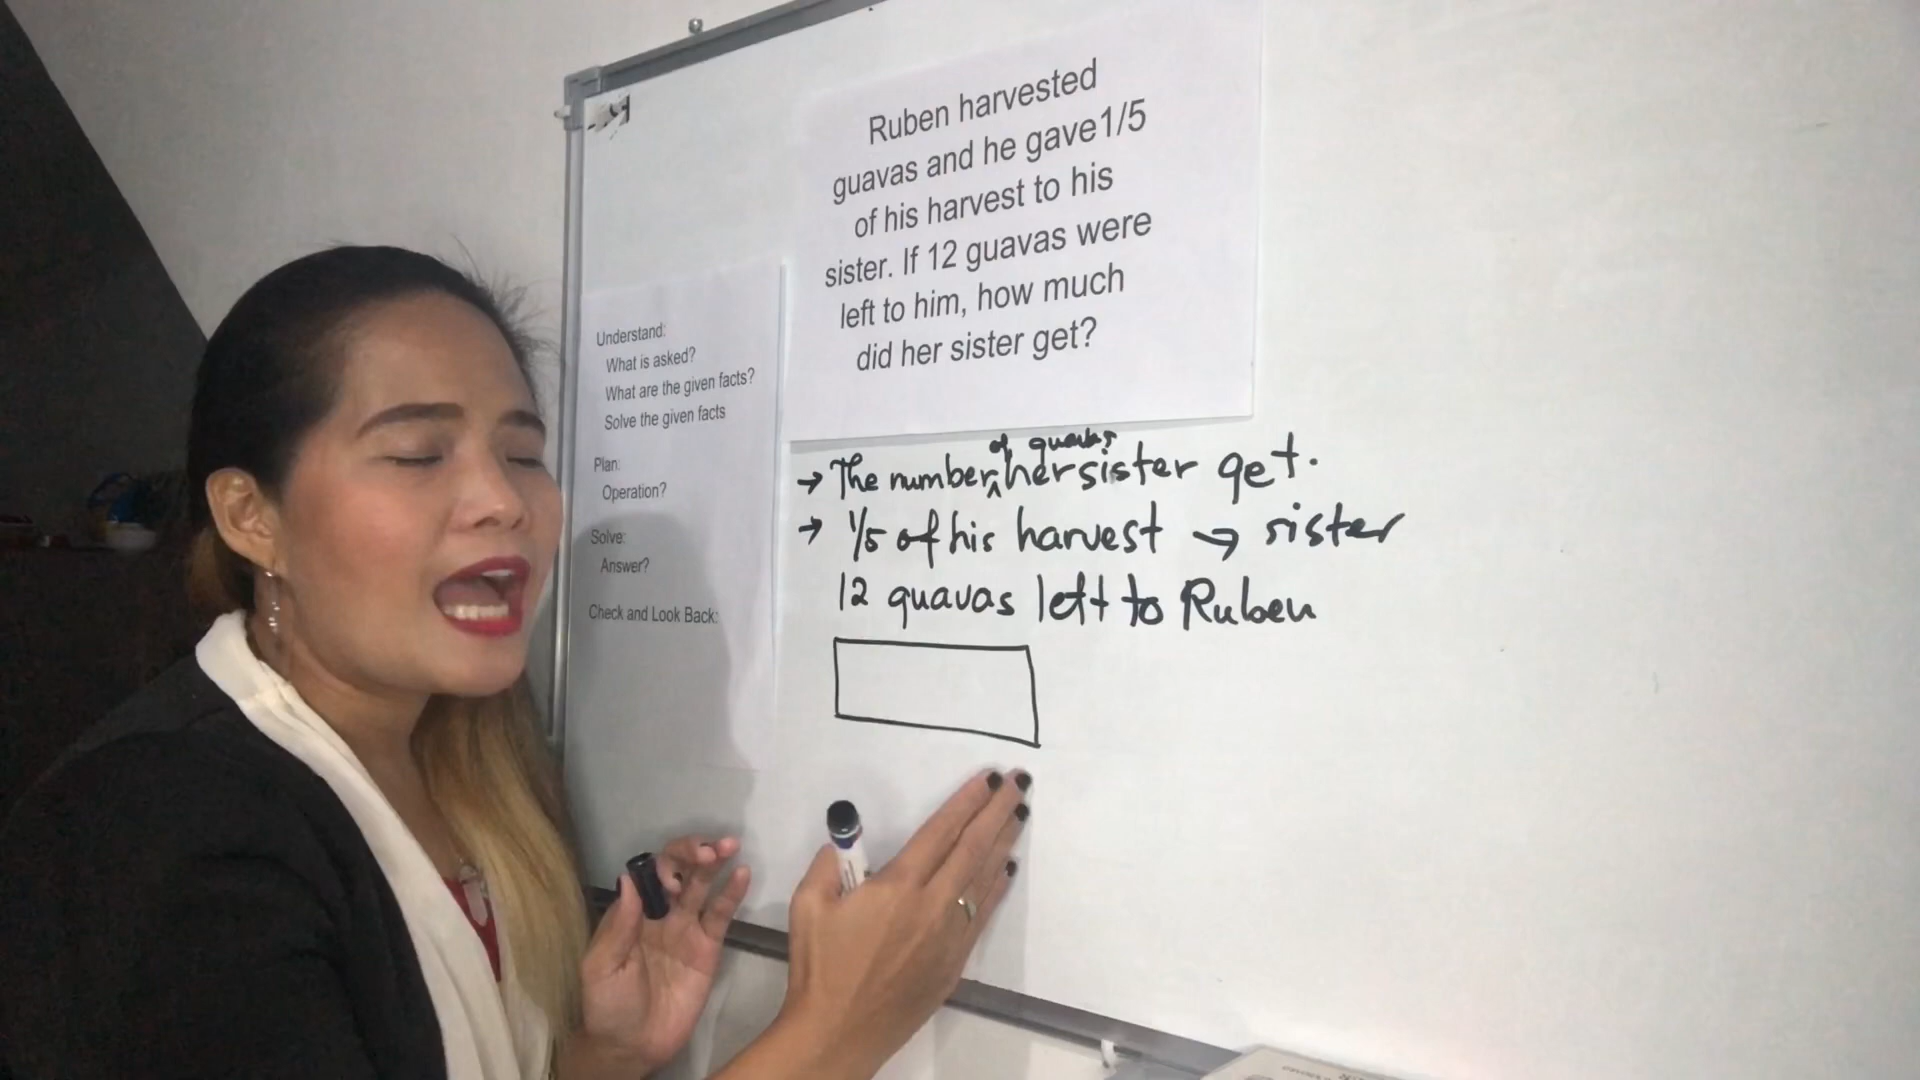 Ruben harvested
guavas and he gave1/5
of his harvest to his
sister. If 12 guavas were
left to him, how much
did her sister get?
Understand:
What is asked?
What are the given facts?
Solve the given facts
Plan:
Operation?
Solve:
Answer?
Check and Look Back:
of guavas
→ The number ^ her sister get.
→ 1/5 of his harvest → sister
12 guavas left to Ruben